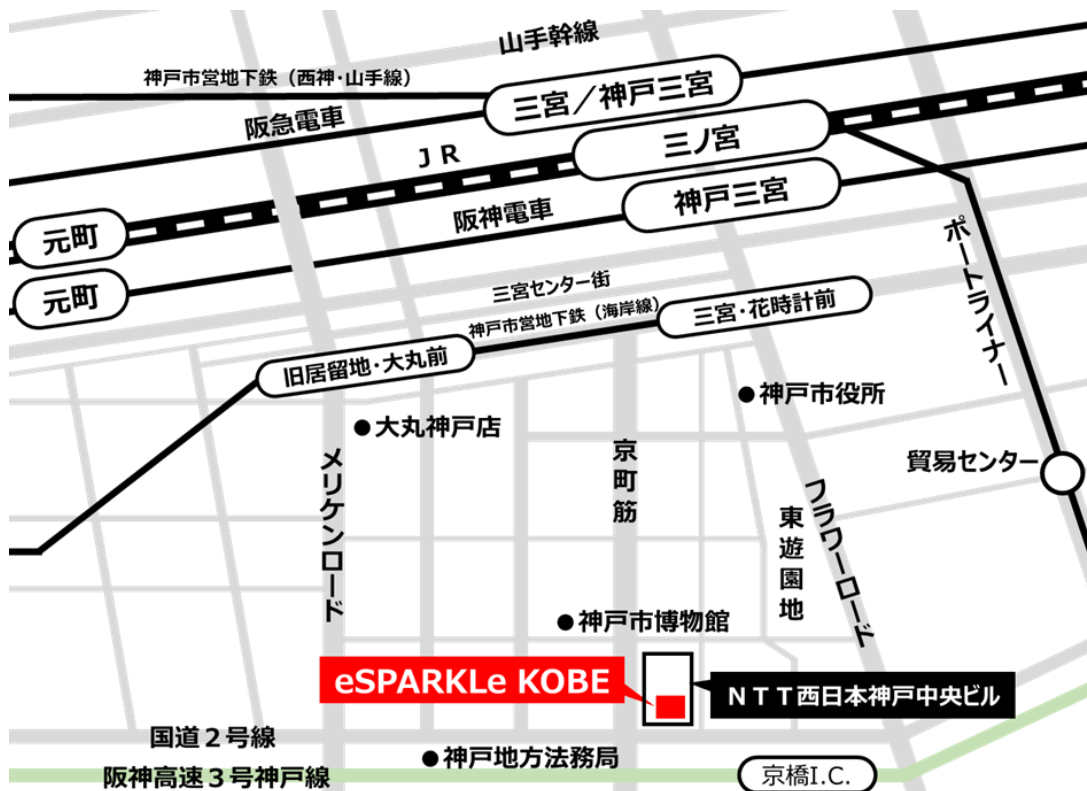 山手幹線
神戸市営地下鉄（西神・山手線）
三宮／神戸三宮
阪急電車
ＪＲ
三ノ宮
阪神電車
神戸三宮
元町
元町
ポートライナー
三宮センター街
神戸市営地下鉄（海岸線）
三宮・花時計前
旧居留地・大丸前
神戸市役所
大丸神戸店
メリケンロード
京町筋
貿易センター
フラワーロード
東遊園地
神戸市博物館
eSPARKLe KOBE
ＮＴＴ西日本神戸中央ビル
国道２号線
神戸地方法務局
阪神高速３号神戸線
京橋I.C.